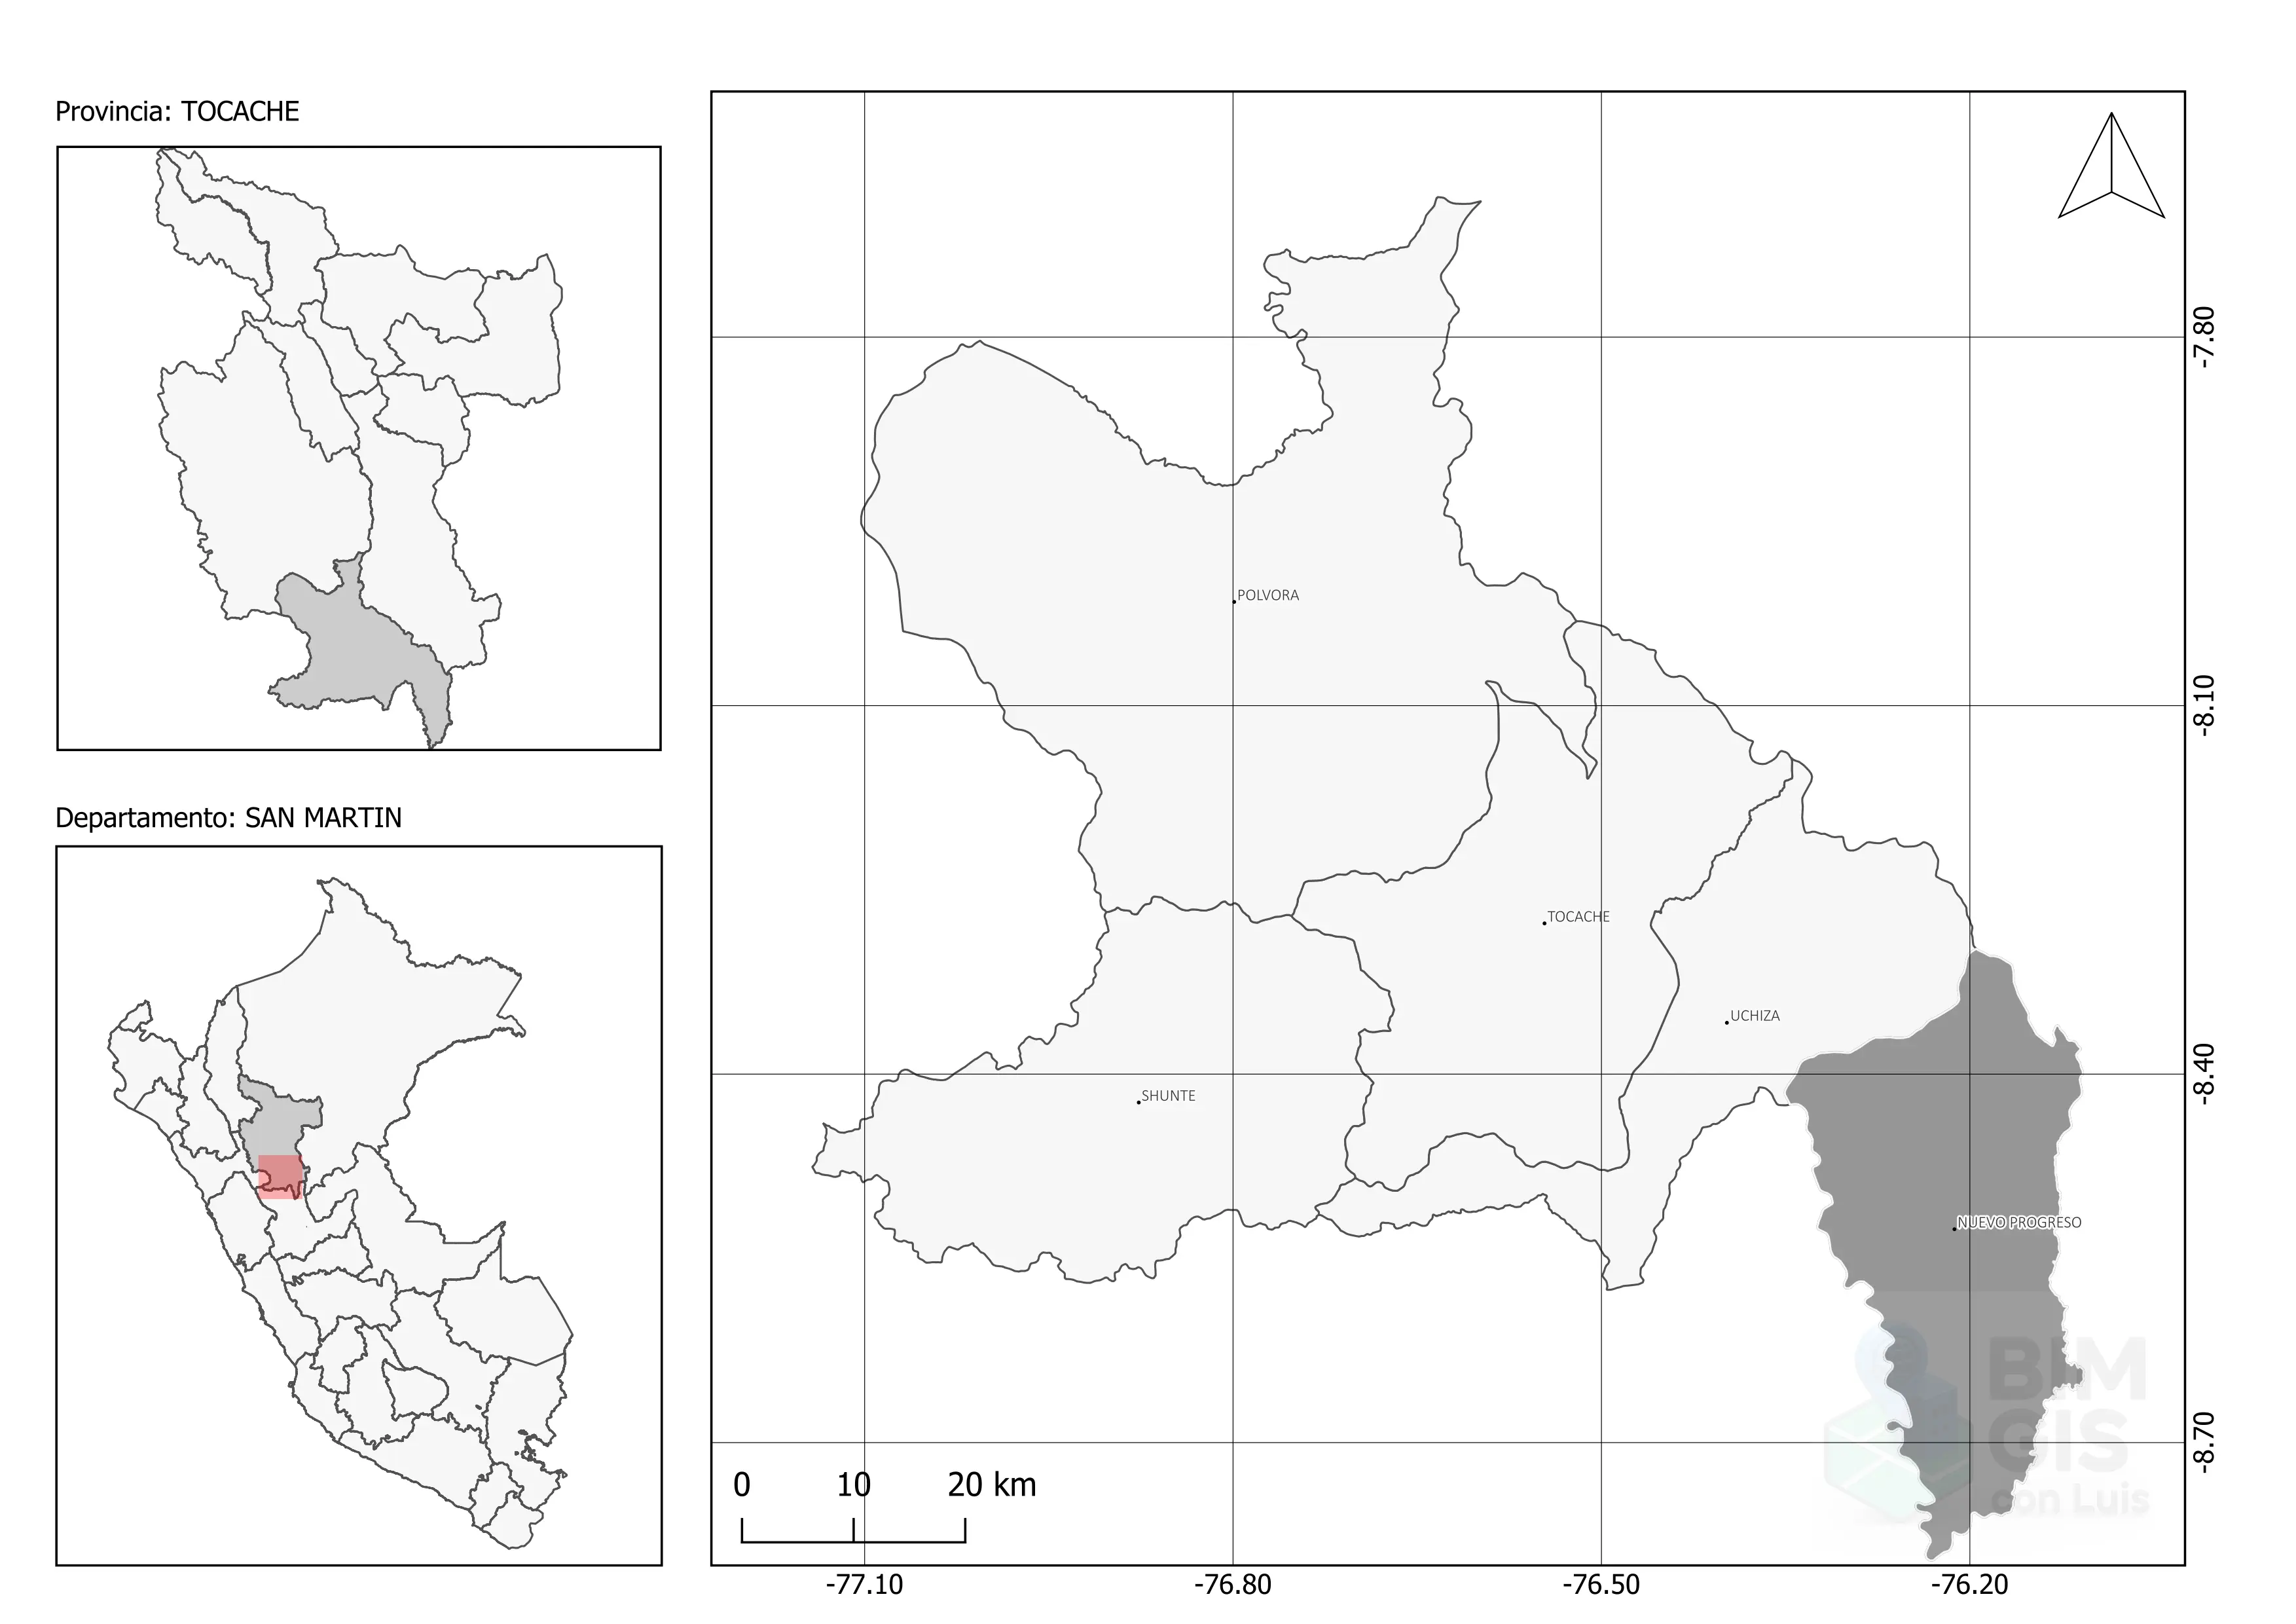 Provincia: TOCACHE
Departamento: SAN MARTIN
POLVORA
TOCACHE
UCHIZA
SHUNTE
NUEVO PROGRESO
-7.80
-8.10
-8.40
-8.70
BIM
GIS
con Luis
0 10 20 km
-77.10 -76.80 -76.50 -76.20